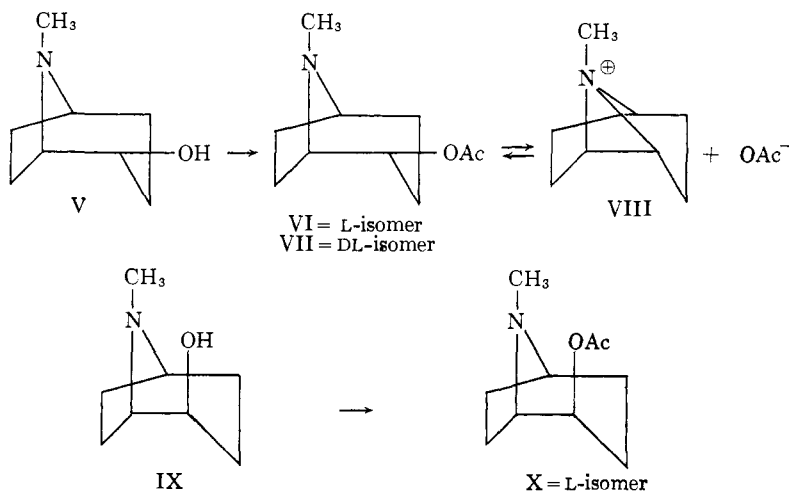 CH₃
N
OH
V
CH₃
N
OAc
VI = L-isomer
VII = DL-isomer
CH₃
N⊕
+ OAc⁻
VIII
CH₃
N
OH
IX
CH₃
N
OAc
X = L-isomer